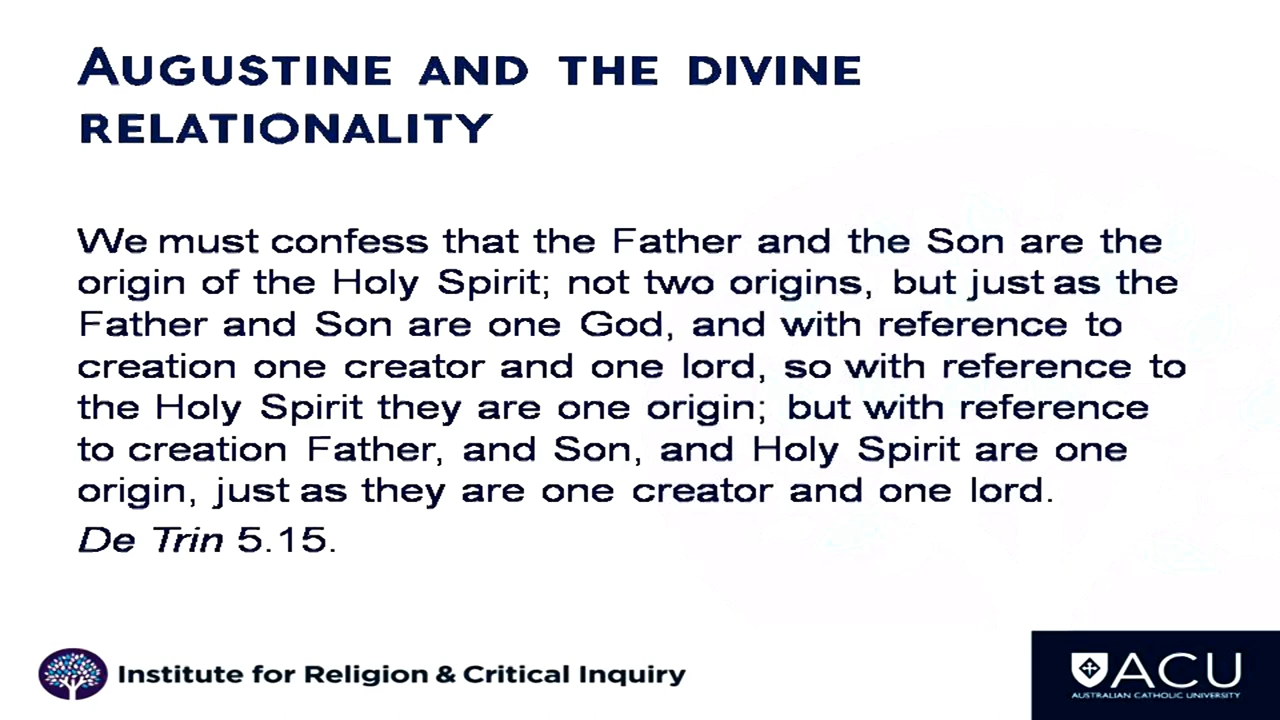 AUGUSTINE AND THE DIVINE
RELATIONALITY
We must confess that the Father and the Son are the
origin of the Holy Spirit; not two origins, but just as the
Father and Son are one God, and with reference to
creation one creator and one lord, so with reference to
the Holy Spirit they are one origin; but with reference
to creation Father, and Son, and Holy Spirit are one
origin, just as they are one creator and one lord.
De Trin 5.15.
Institute for Religion & Critical Inquiry
ACU
AUSTRALIAN CATHOLIC UNIVERSITY